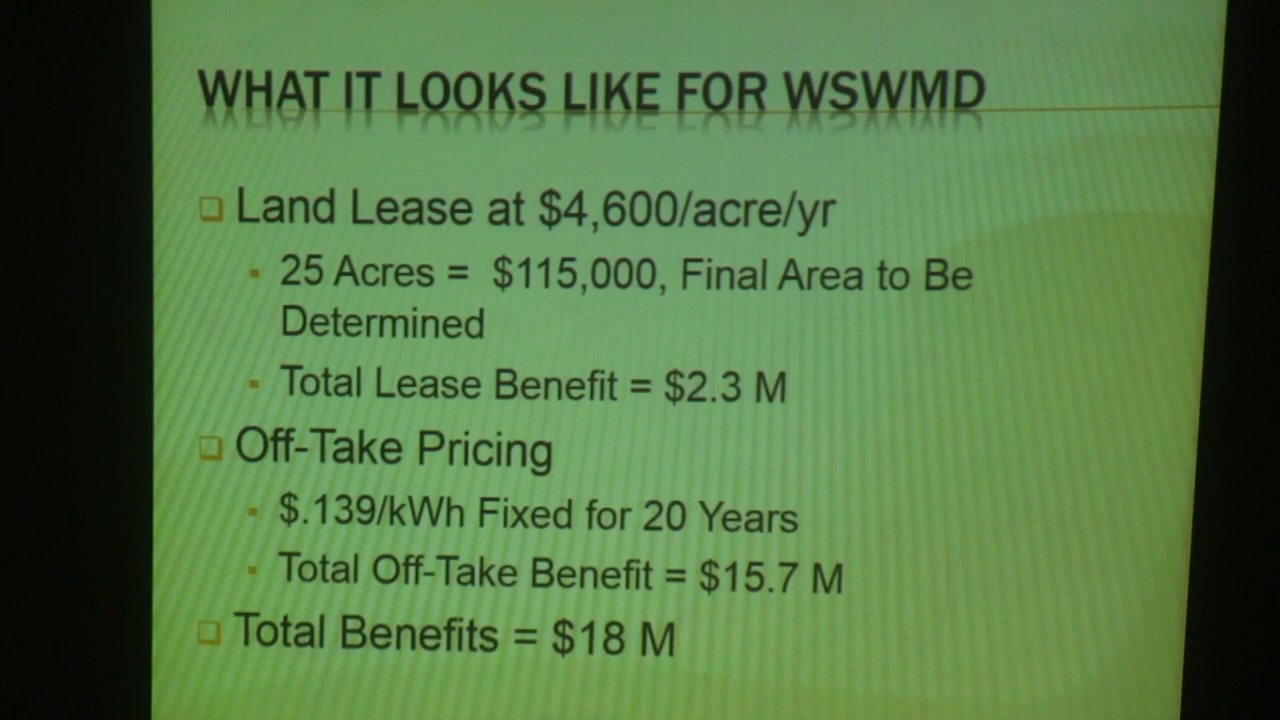 WHAT IT LOOKS LIKE FOR WSWMD
Land Lease at $4,600/acre/yr
25 Acres = $115,000, Final Area to Be
Determined
Total Lease Benefit = $2.3 M
Off-Take Pricing
$.139/kWh Fixed for 20 Years
Total Off-Take Benefit = $15.7 M
Total Benefits = $18 M